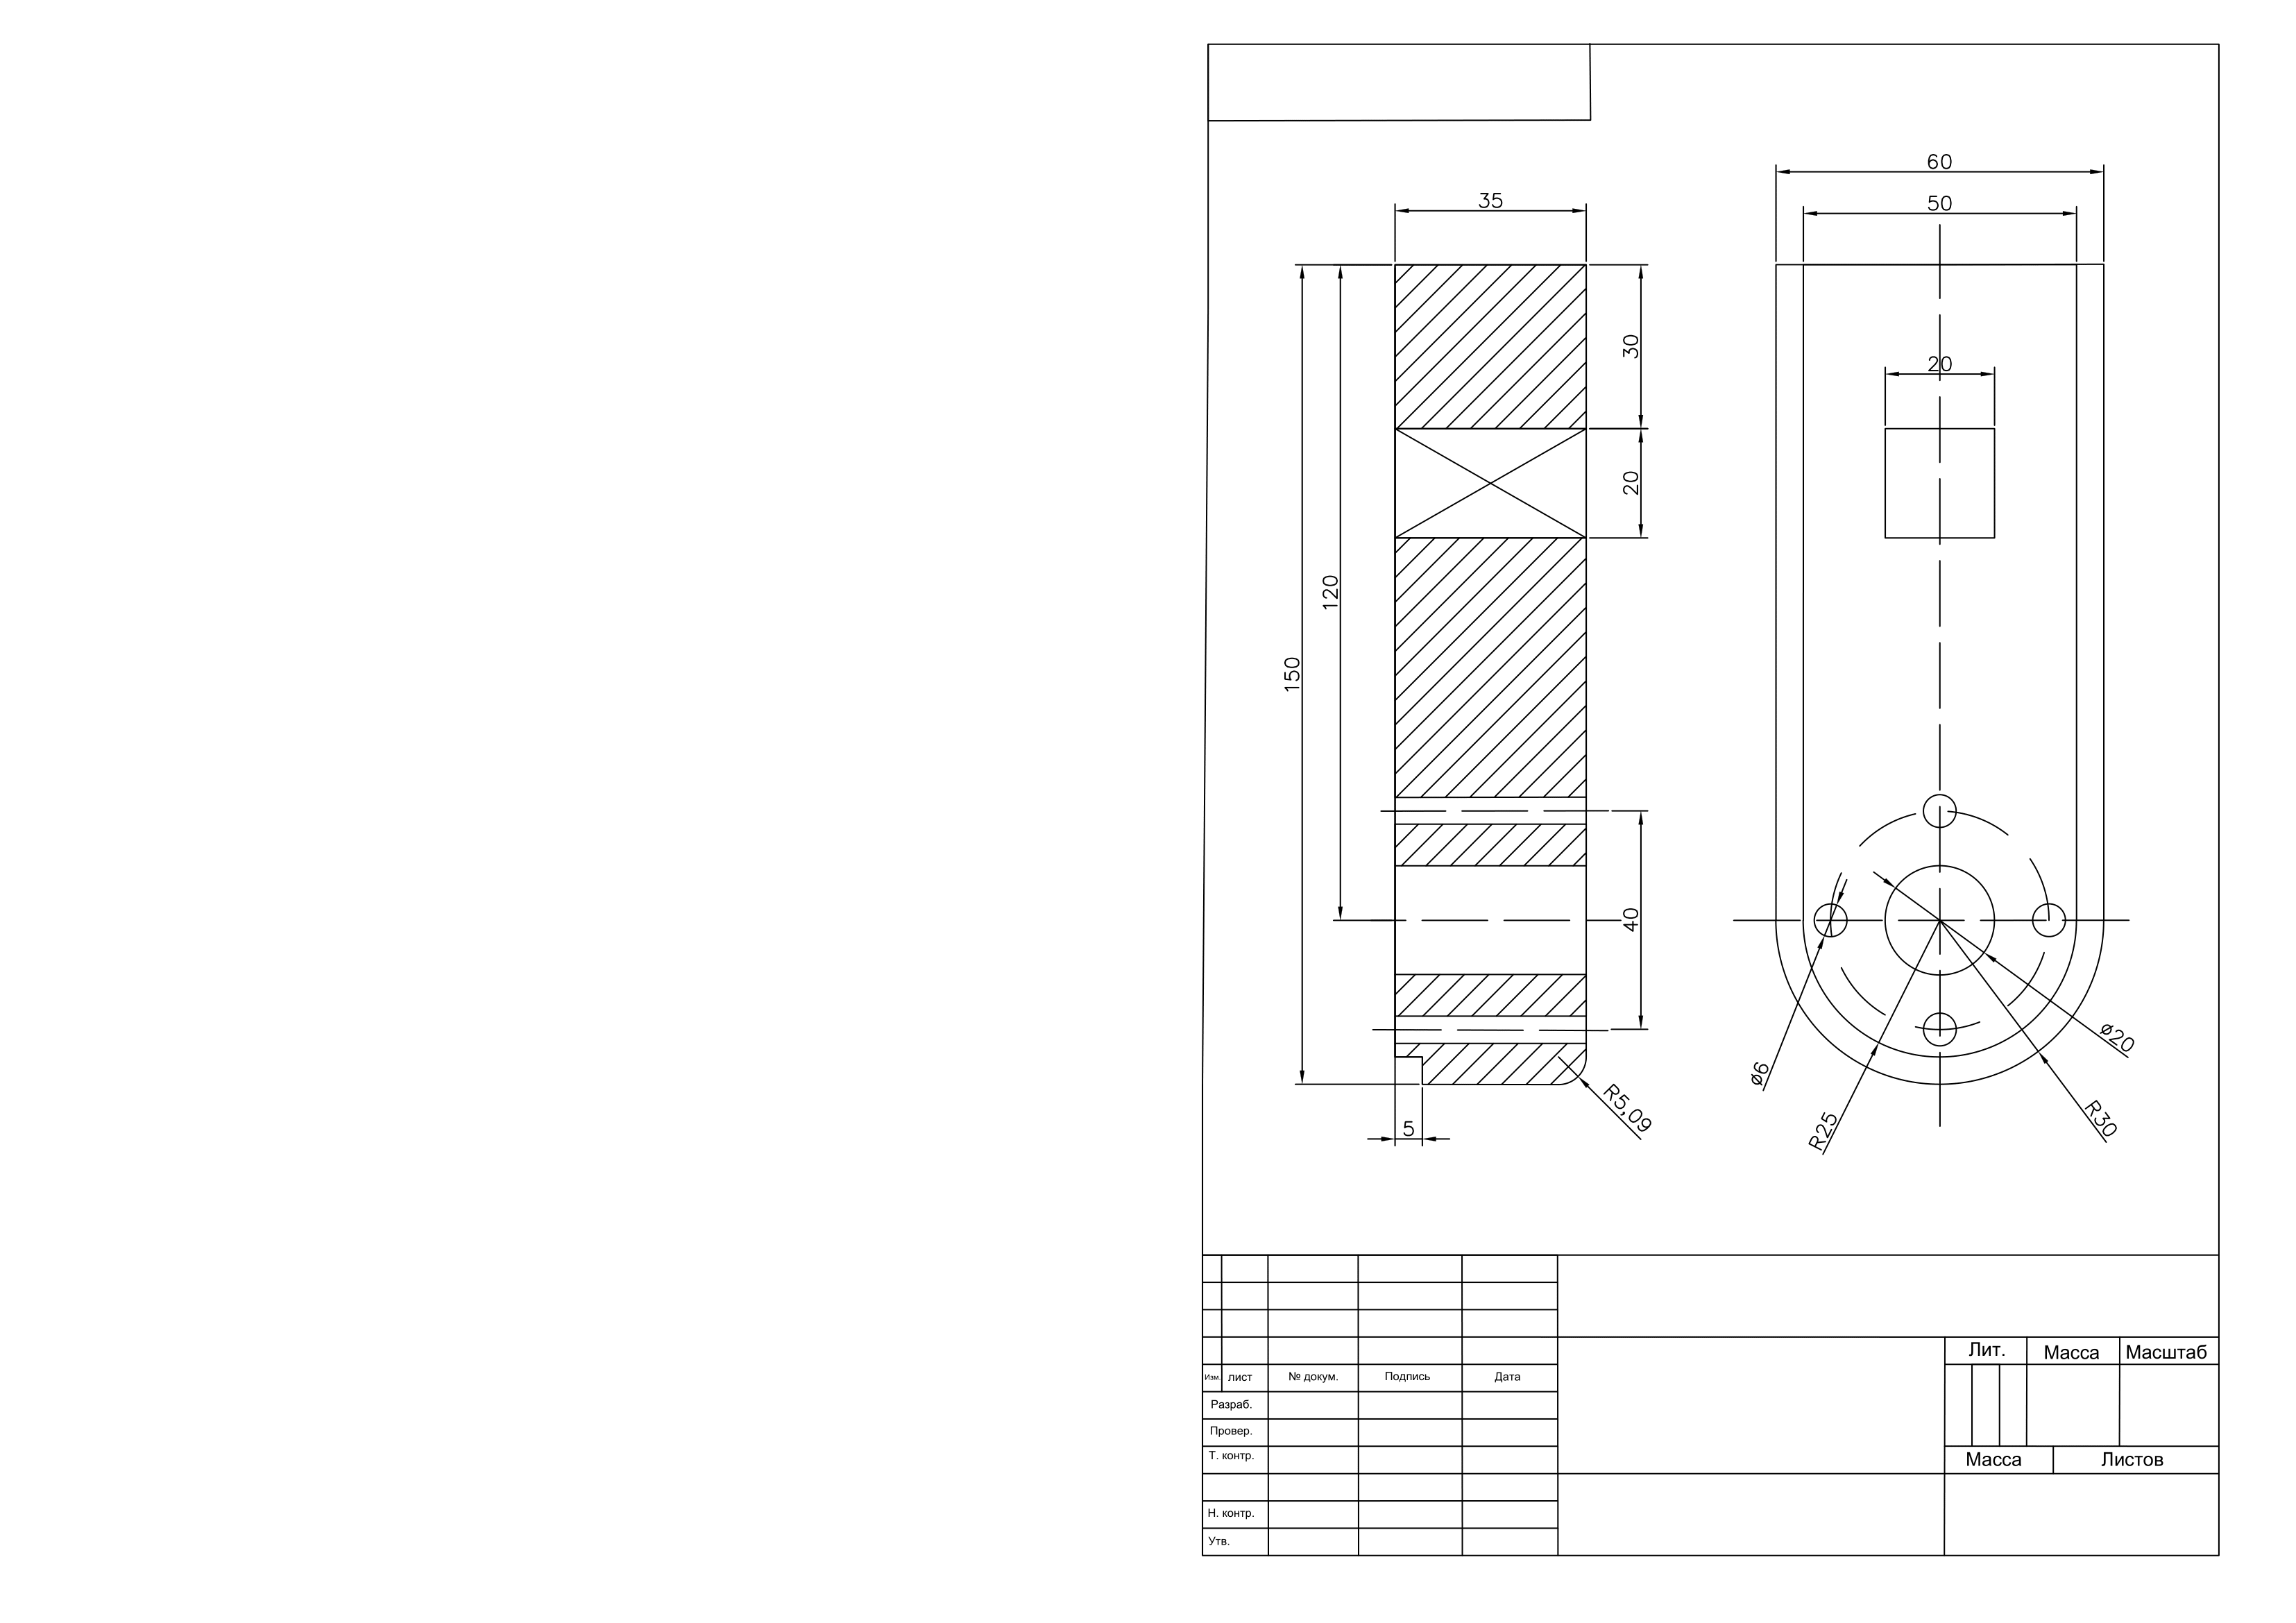 60
35
50
30
20
20
120
150
40
ø20
ø6
R5,09
R30
R25
5
Лит.
Масса
Масштаб
Изм.
лист
№ докум.
Подпись
Дата
Разраб.
Провер.
Т. контр.
Масса
Листов
Н. контр.
Утв.